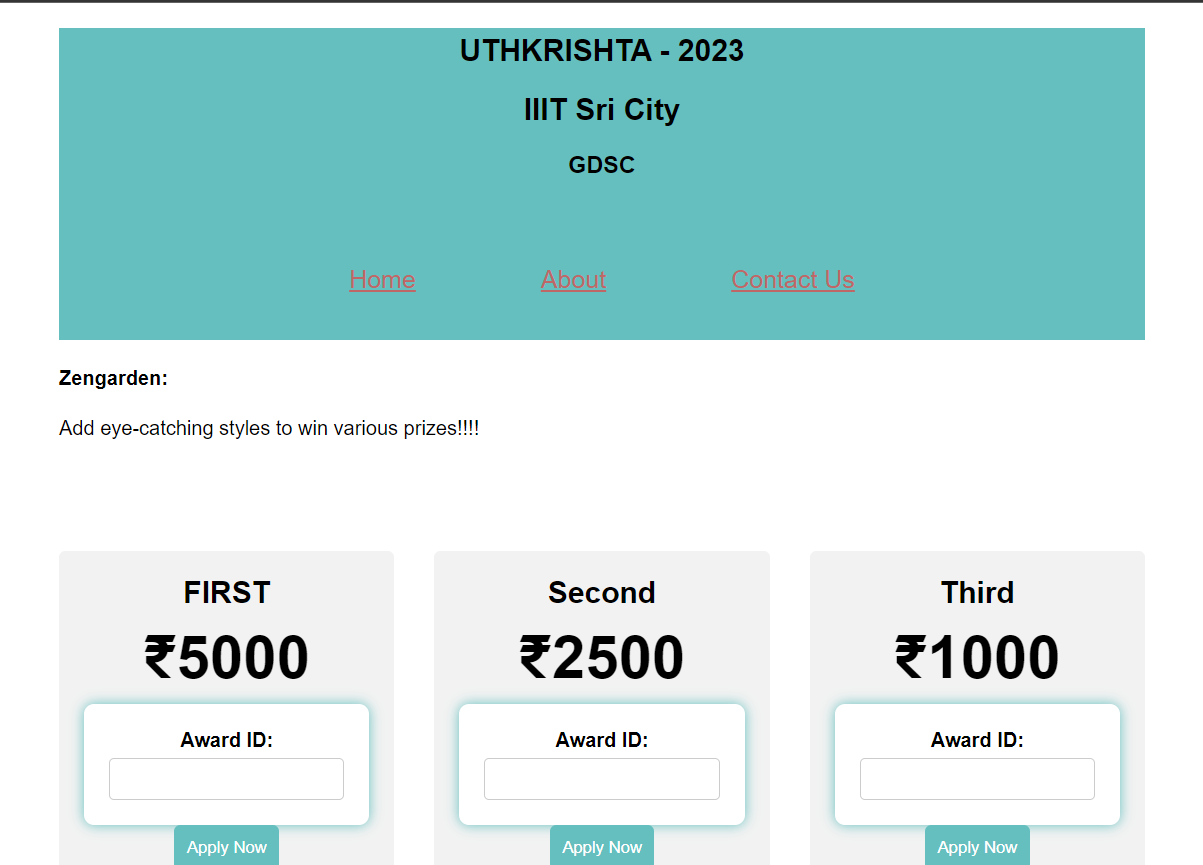 UTHKRISHTA - 2023
IIIT Sri City
GDSC
Home About Contact Us
Zengarden:
Add eye-catching styles to win various prizes!!!!
FIRST
₹5000
Award ID:
Apply Now
Second
₹2500
Award ID:
Apply Now
Third
₹1000
Award ID:
Apply Now